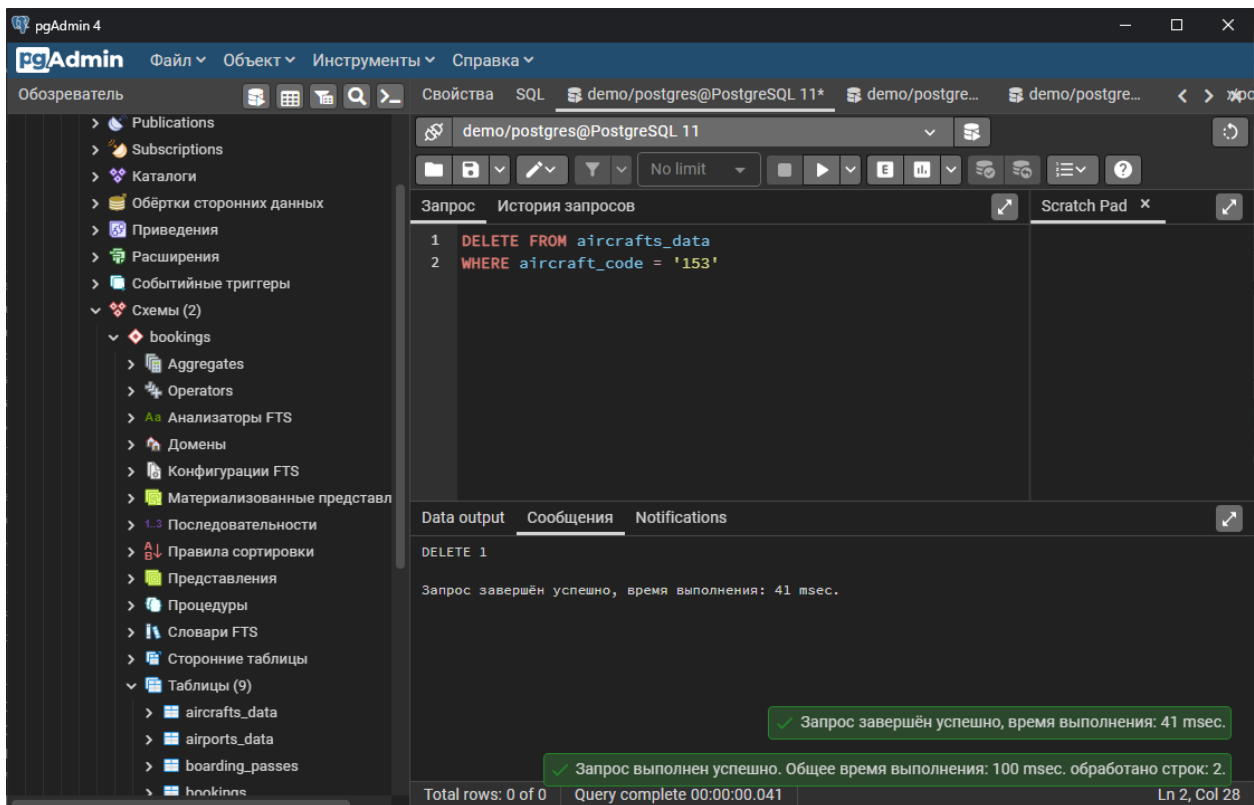 pgAdmin 4
pgAdmin Файл Объект Инструменты Справка
Обозреватель
Свойства SQL demo/postgres@PostgreSQL 11* demo/postgre... demo/postgre...
Publications
Subscriptions
Каталоги
Обёртки сторонних данных
Приведения
Расширения
Событийные триггеры
Схемы (2)
bookings
Aggregates
Operators
Aa Анализаторы FTS
Домены
Конфигурации FTS
Материализованные представл
1..3 Последовательности
Правила сортировки
Представления
Процедуры
Словари FTS
Сторонние таблицы
Таблицы (9)
aircrafts_data
airports_data
boarding_passes
bookings
demo/postgres@PostgreSQL 11
No limit
E
Запрос История запросов
Scratch Pad
1 DELETE FROM aircrafts_data
2 WHERE aircraft_code = '153'
Data output Сообщения Notifications
DELETE 1
Запрос завершён успешно, время выполнения: 41 msec.
Запрос завершён успешно, время выполнения: 41 msec.
Запрос выполнен успешно. Общее время выполнения: 100 msec. обработано строк: 2.
Total rows: 0 of 0 Query complete 00:00:00.041 Ln 2, Col 28